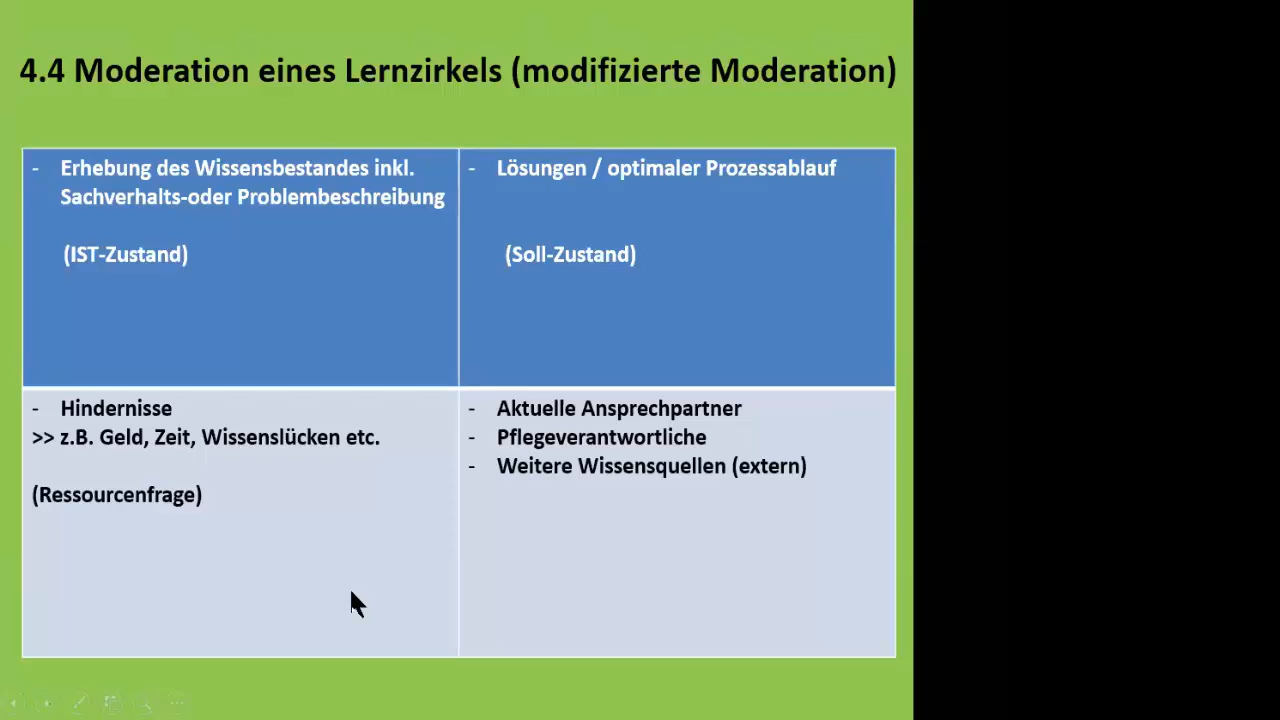 4.4 Moderation eines Lernzirkels (modifizierte Moderation)
- Erhebung des Wissensbestandes inkl.
Sachverhalts-oder Problembeschreibung
(IST-Zustand)
- Lösungen / optimaler Prozessablauf
(Soll-Zustand)
- Hindernisse
>> z.B. Geld, Zeit, Wissenslücken etc.
(Ressourcenfrage)
- Aktuelle Ansprechpartner
- Pflegeverantwortliche
- Weitere Wissensquellen (extern)